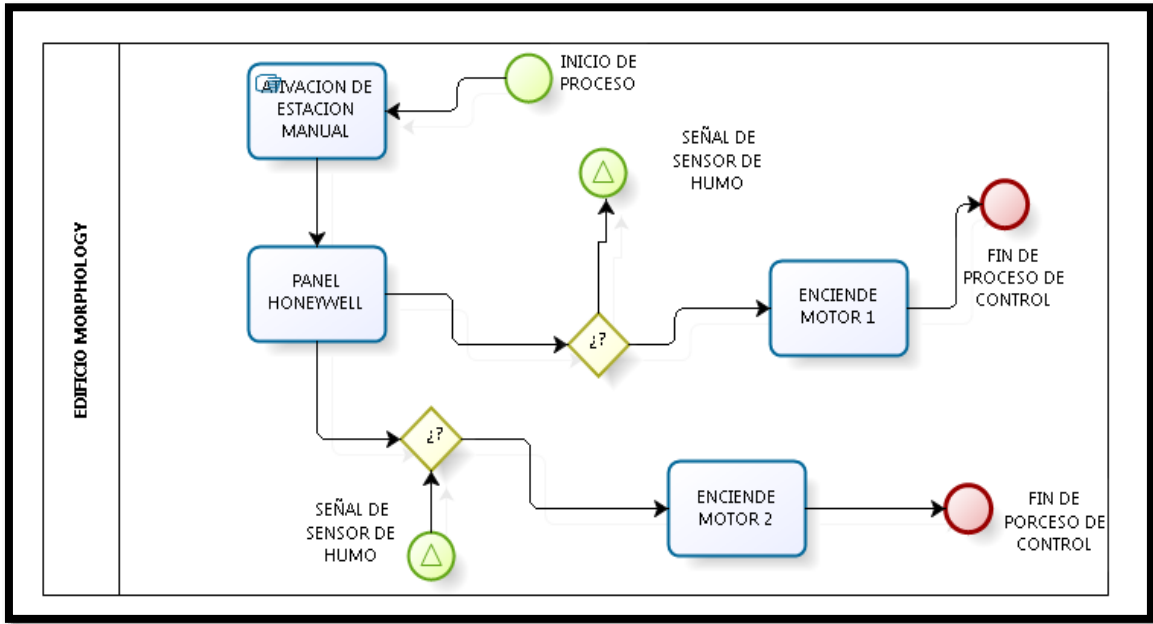 EDIFICIO MORPHOLOGY
ATIVACION DE
ESTACION
MANUAL
INICIO DE
PROCESO
SEÑAL DE
SENSOR DE
HUMO
PANEL
HONEYWELL
¿?
ENCIENDE
MOTOR 1
FIN DE
PROCESO DE
CONTROL
¿?
SEÑAL DE
SENSOR DE
HUMO
ENCIENDE
MOTOR 2
FIN DE
PORCESO DE
CONTROL